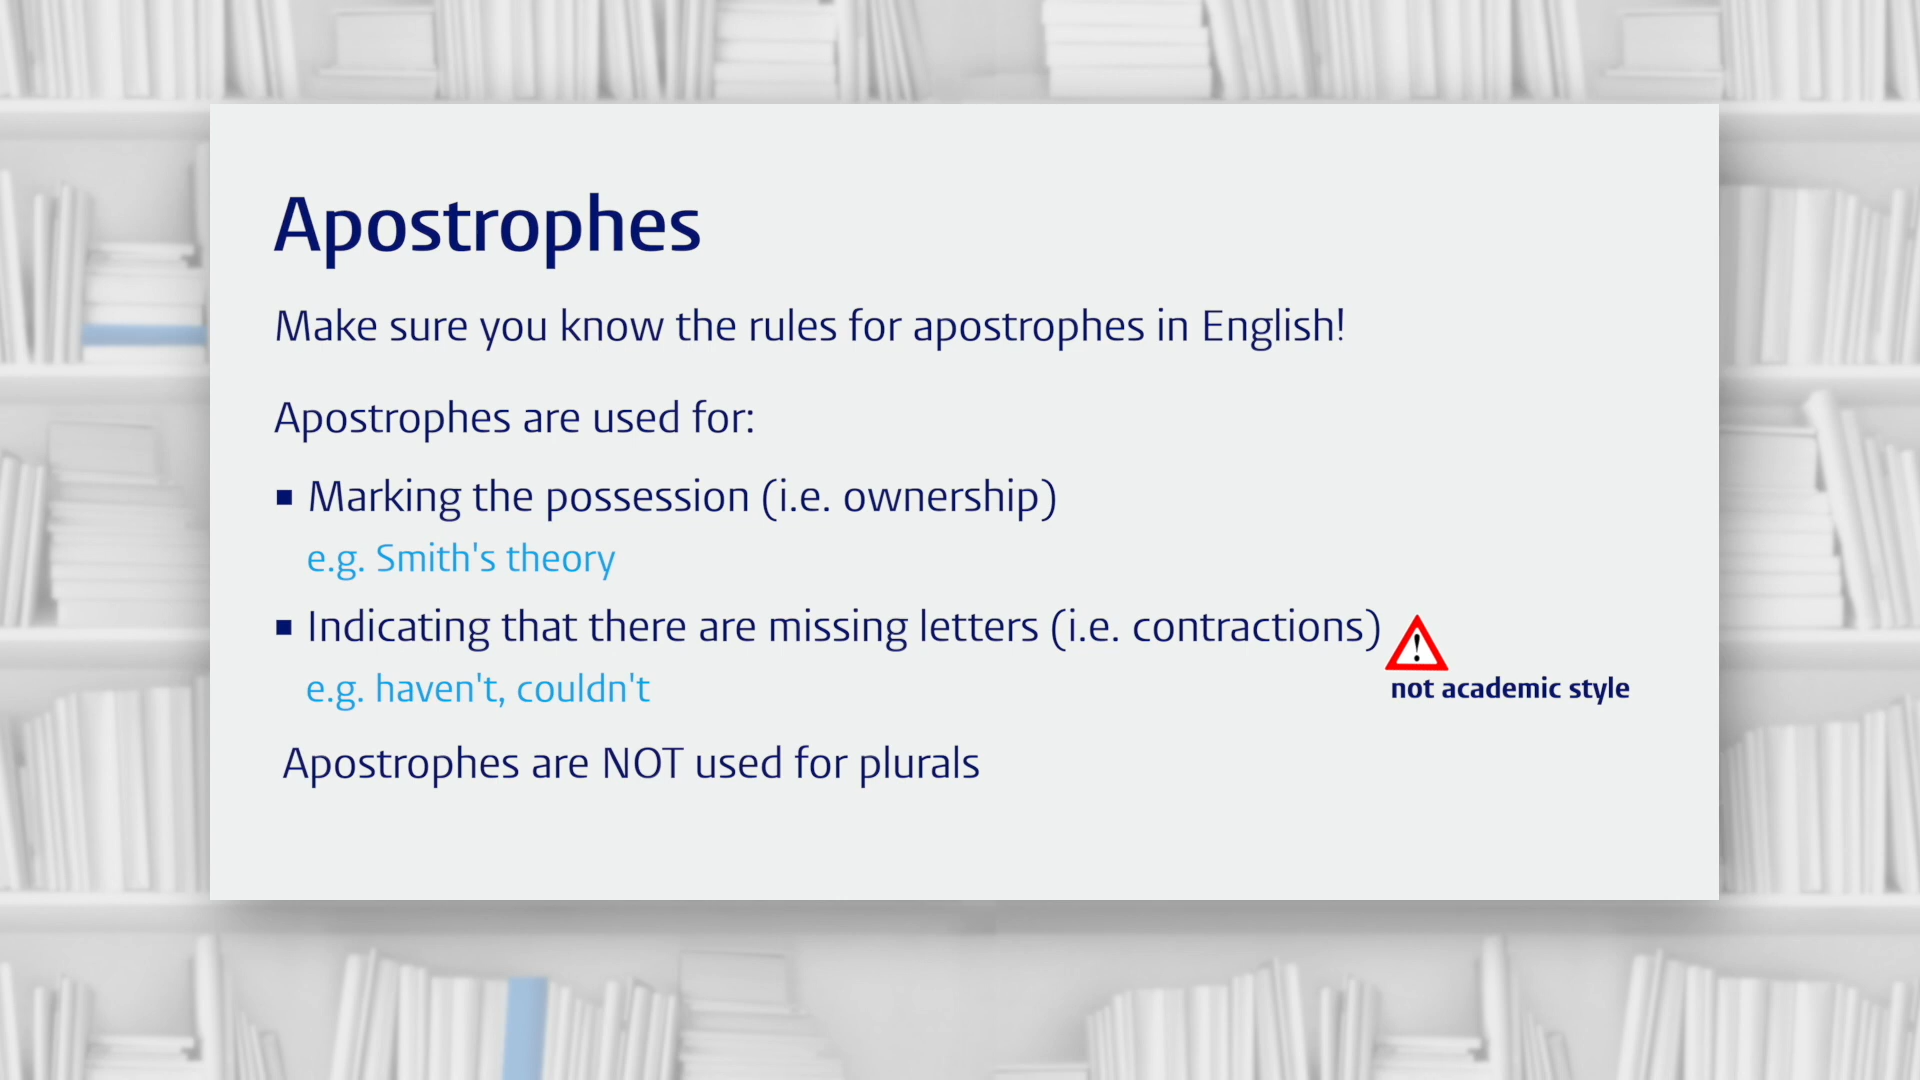 Apostrophes
Make sure you know the rules for apostrophes in English!
Apostrophes are used for:
▪ Marking the possession (i.e. ownership)
e.g. Smith's theory
▪ Indicating that there are missing letters (i.e. contractions)
!
e.g. haven't, couldn't
not academic style
Apostrophes are NOT used for plurals